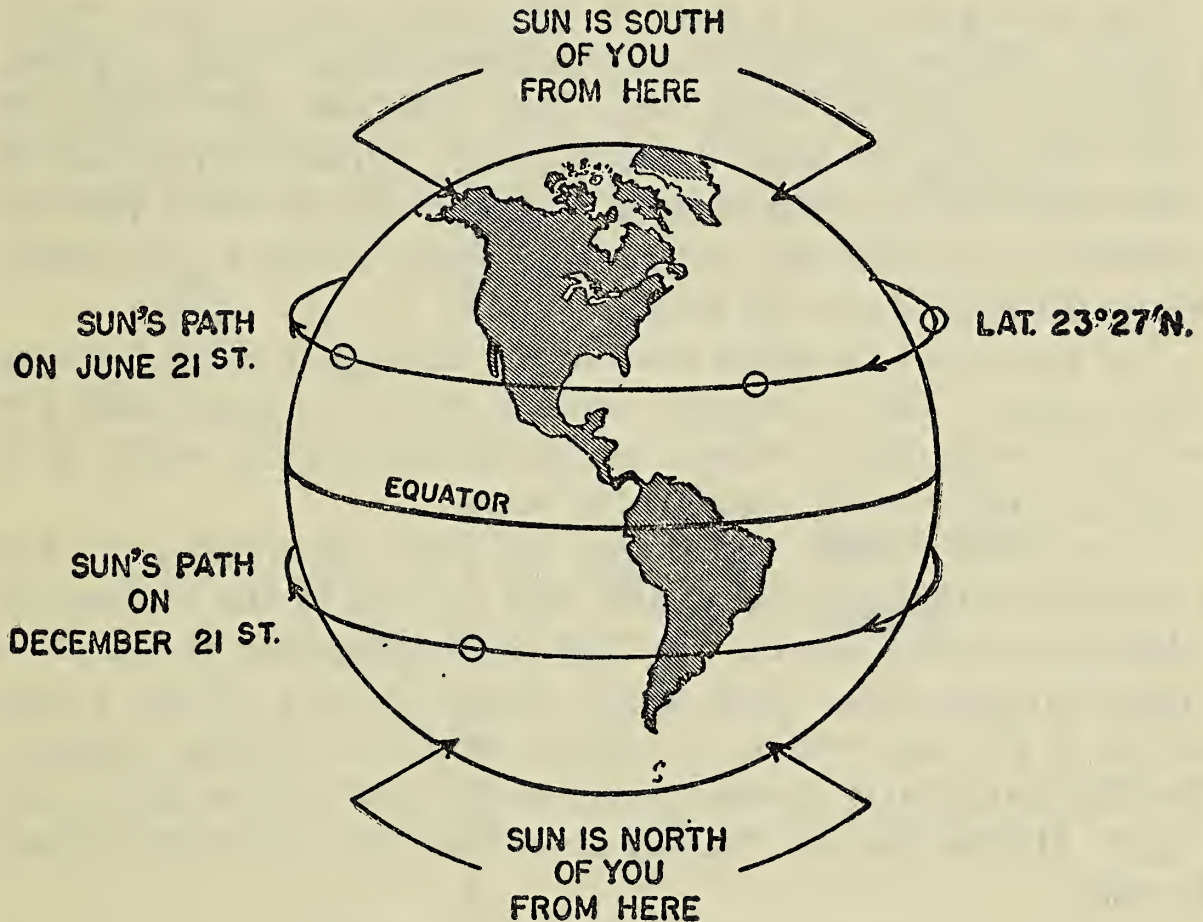 SUN IS SOUTH
OF YOU
FROM HERE
SUN'S PATH
ON JUNE 21 ST.
LAT. 23°27'N.
EQUATOR
SUN'S PATH
ON
DECEMBER 21 ST.
SUN IS NORTH
OF YOU
FROM HERE